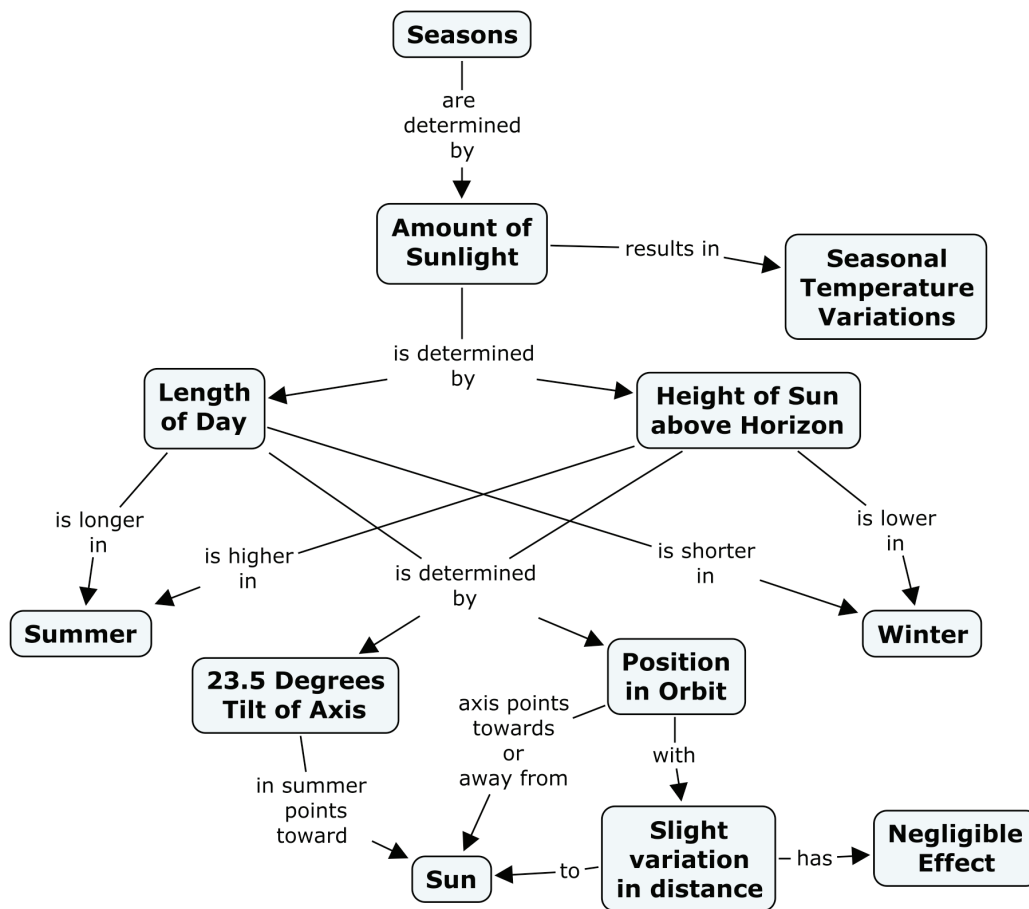 Seasons
are
determined
by
Amount of
Sunlight
results in
Seasonal
Temperature
Variations
is determined
by
Length
of Day
Height of Sun
above Horizon
is longer
in
is higher
in
is determined
by
is shorter
in
is lower
in
Summer
Winter
23.5 Degrees
Tilt of Axis
Position
in Orbit
in summer
points
toward
axis points
towards
or
away from
with
Sun
to
Slight
variation
in distance
has
Negligible
Effect